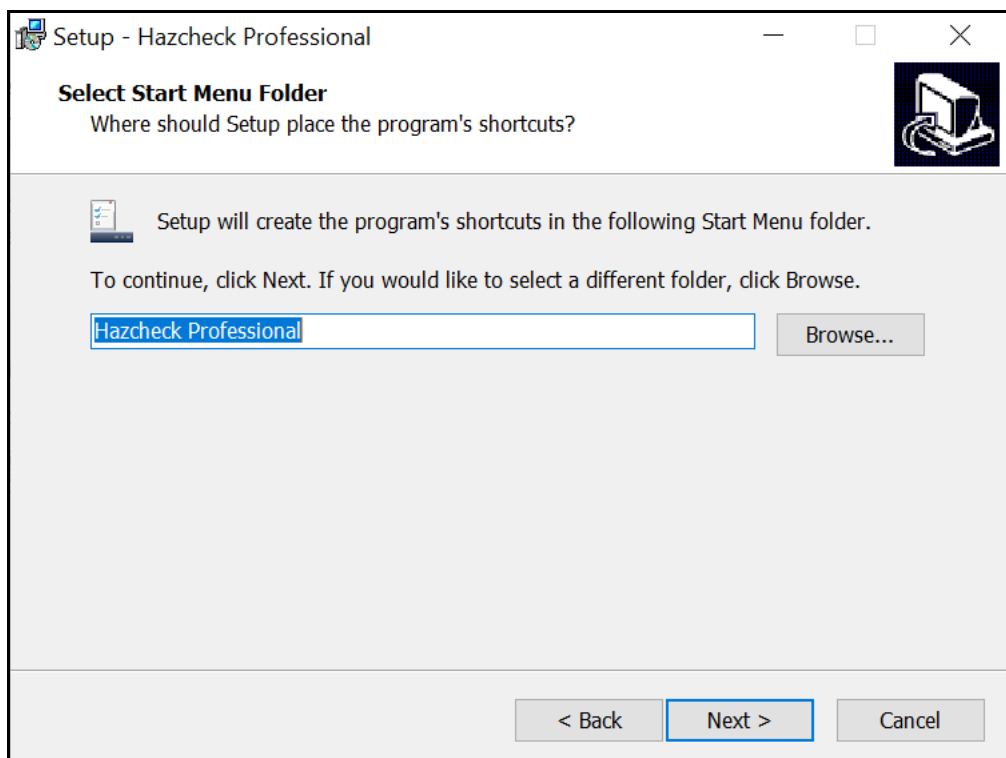 Setup - Hazcheck Professional
Select Start Menu Folder
Where should Setup place the program's shortcuts?
Setup will create the program's shortcuts in the following Start Menu folder.
To continue, click Next. If you would like to select a different folder, click Browse.
Hazcheck Professional
Browse...
< Back
Next >
Cancel